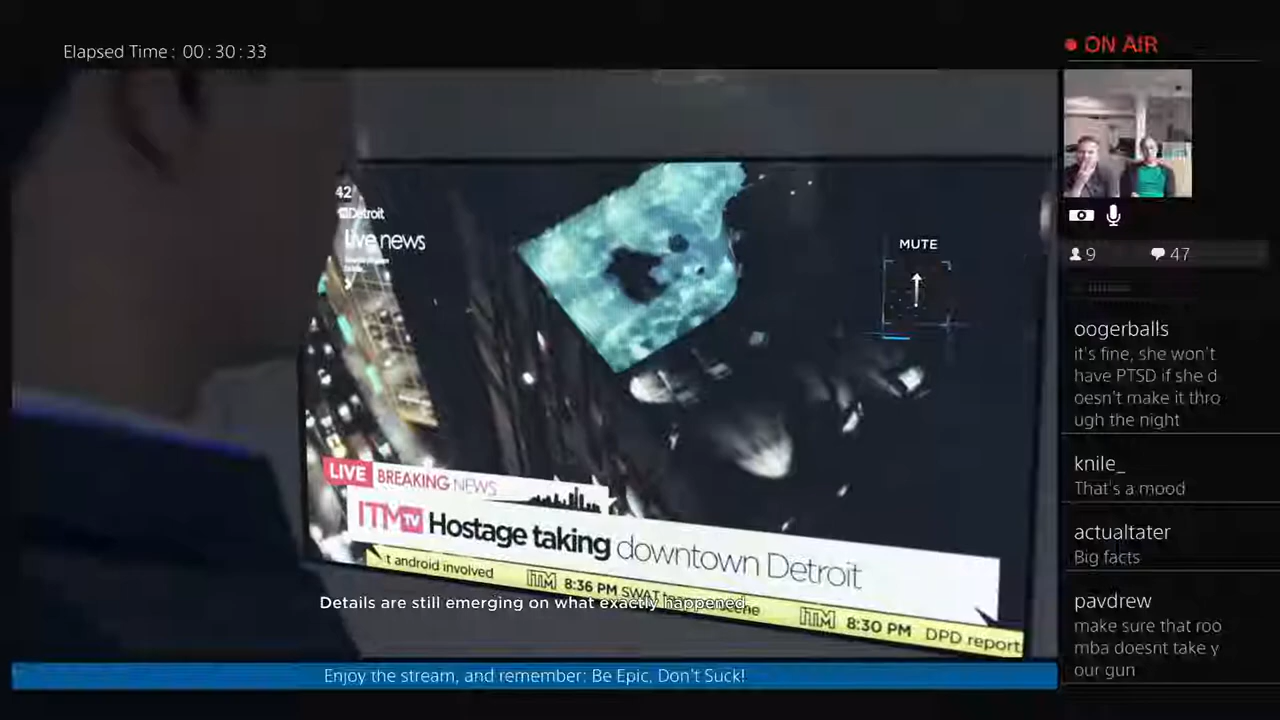 Elapsed Time: 00:30:33
ON AIR
42
Detroit
live news
MUTE
9
47
oogerballs
it's fine, she won't
have PTSD if she d
oesn't make it thro
ugh the night
knile_
That's a mood
actualtater
Big facts
pavdrew
make sure that roo
mba doesnt take y
our gun
LIVE BREAKING NEWS
ITM TV Hostage taking downtown Detroit
t android involved ITM 8:36 PM SWAT ITM 8:30 PM DPD report
Details are still emerging on what exactly happened.
Enjoy the stream, and remember: Be Epic, Don't Suck!